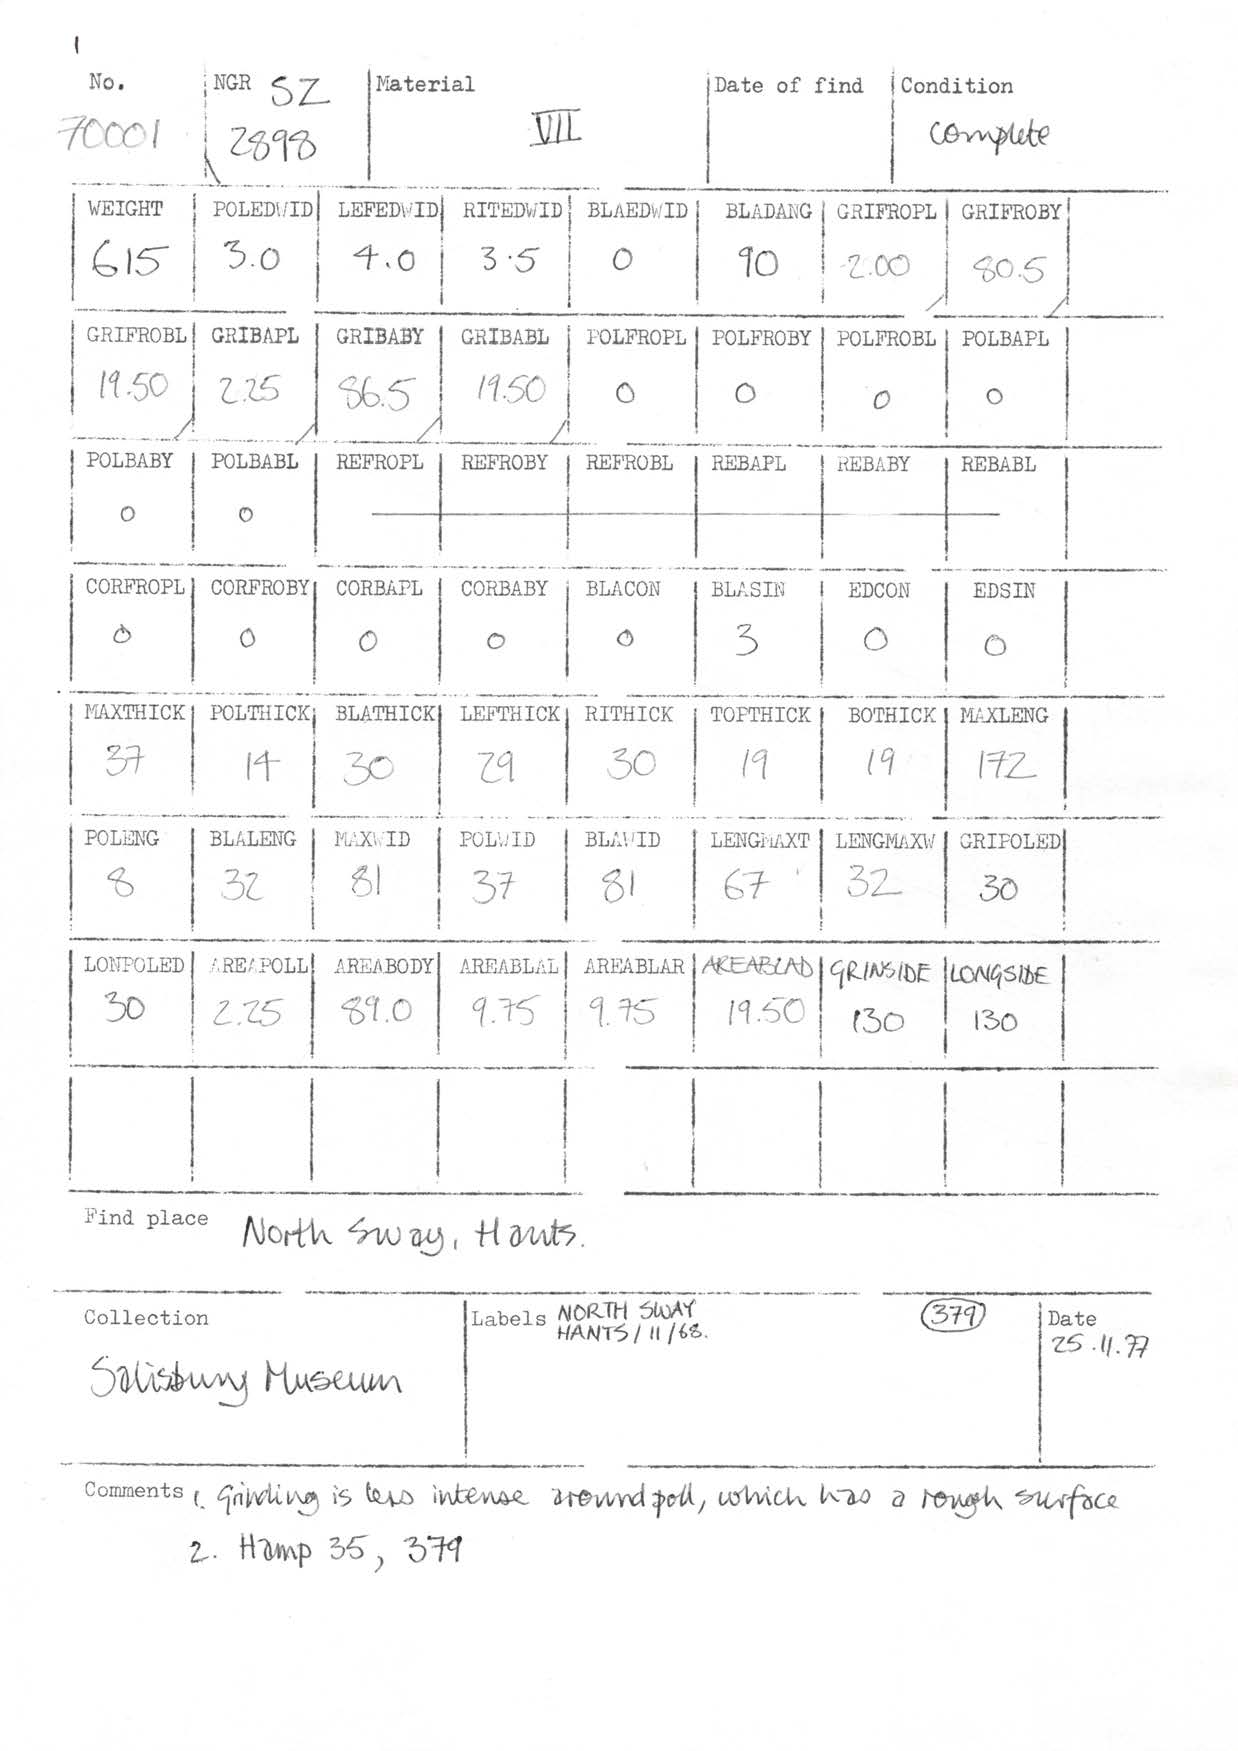 1
No. NGR SZ Material Date of find Condition
70001 2898 VII complete
WEIGHT POLEDWID LEFEDWID RITEDWID BLAEDWID BLADANG GRIFROPL GRIFROBY
615 3.0 4.0 3.5 0 90 2.00 80.5
GRIFROBL GRIBAPL GRIBABY GRIBABL POLFROPL POLFROBY POLFROBL POLBAPL
19.50 2.25 86.5 19.50 0 0 0 0
POLBABY POLBABL REFROPL REFROBY REFROBL REBAPL REBABY REBABL
0 0
CORFROPL CORFROBY CORBAPL CORBABY BLACON BLASIN EDCON EDSIN
0 0 0 0 0 3 0 0
MAXTHICK POLTHICK BLATHICK LEFTHICK RITHICK TOPTHICK BOTHICK MAXLENG
37 14 30 29 30 19 19 172
POLENG BLALENG MAXWID POLWID BLAWID LENGMAXT LENGMAXW GRIPOLED
8 32 81 37 81 67 32 30
LONPOLED AREAPOLL AREABODY AREABLAL AREABLAR AREABLAD GRINSIDE LONGSIDE
30 2.25 89.0 9.75 9.75 19.50 130 130
Find place North Sway, Hants.
Collection Labels NORTH SWAY 379 Date
HANTS/11/68. 25.11.77
Salisbury Museum
Comments 1. Grinding is less intense around poll, which has a rough surface
2. Hamp 35, 379